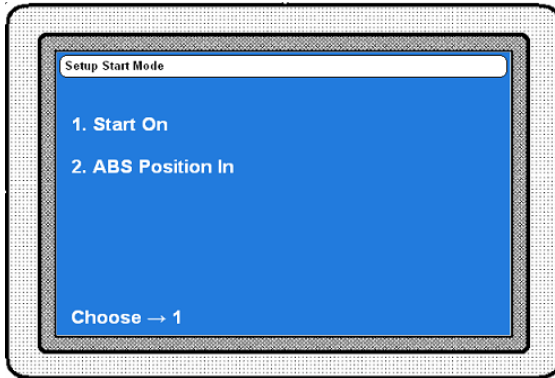 Setup Start Mode
1. Start On
2. ABS Position In
Choose → 1